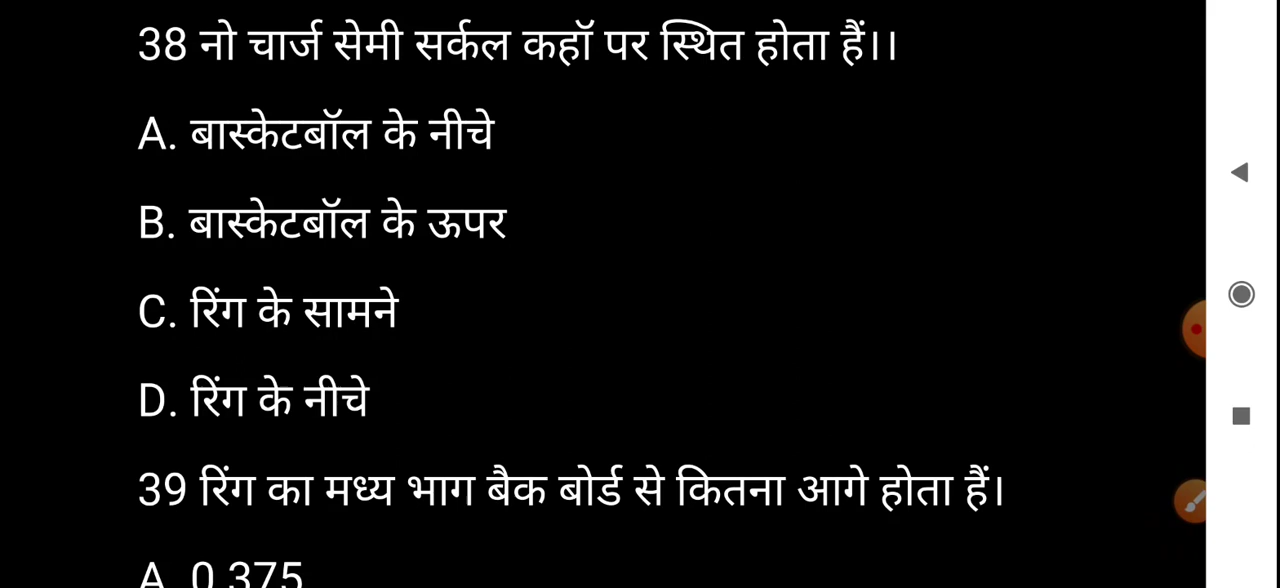 38 नो चार्ज सेमी सर्कल कहॉ पर स्थित होता हैं।।
A. बास्केटबॉल के नीचे
B. बास्केटबॉल के ऊपर
C. रिंग के सामने
D. रिंग के नीचे
39 रिंग का मध्य भाग बैक बोर्ड से कितना आगे होता हैं।
A 0.375